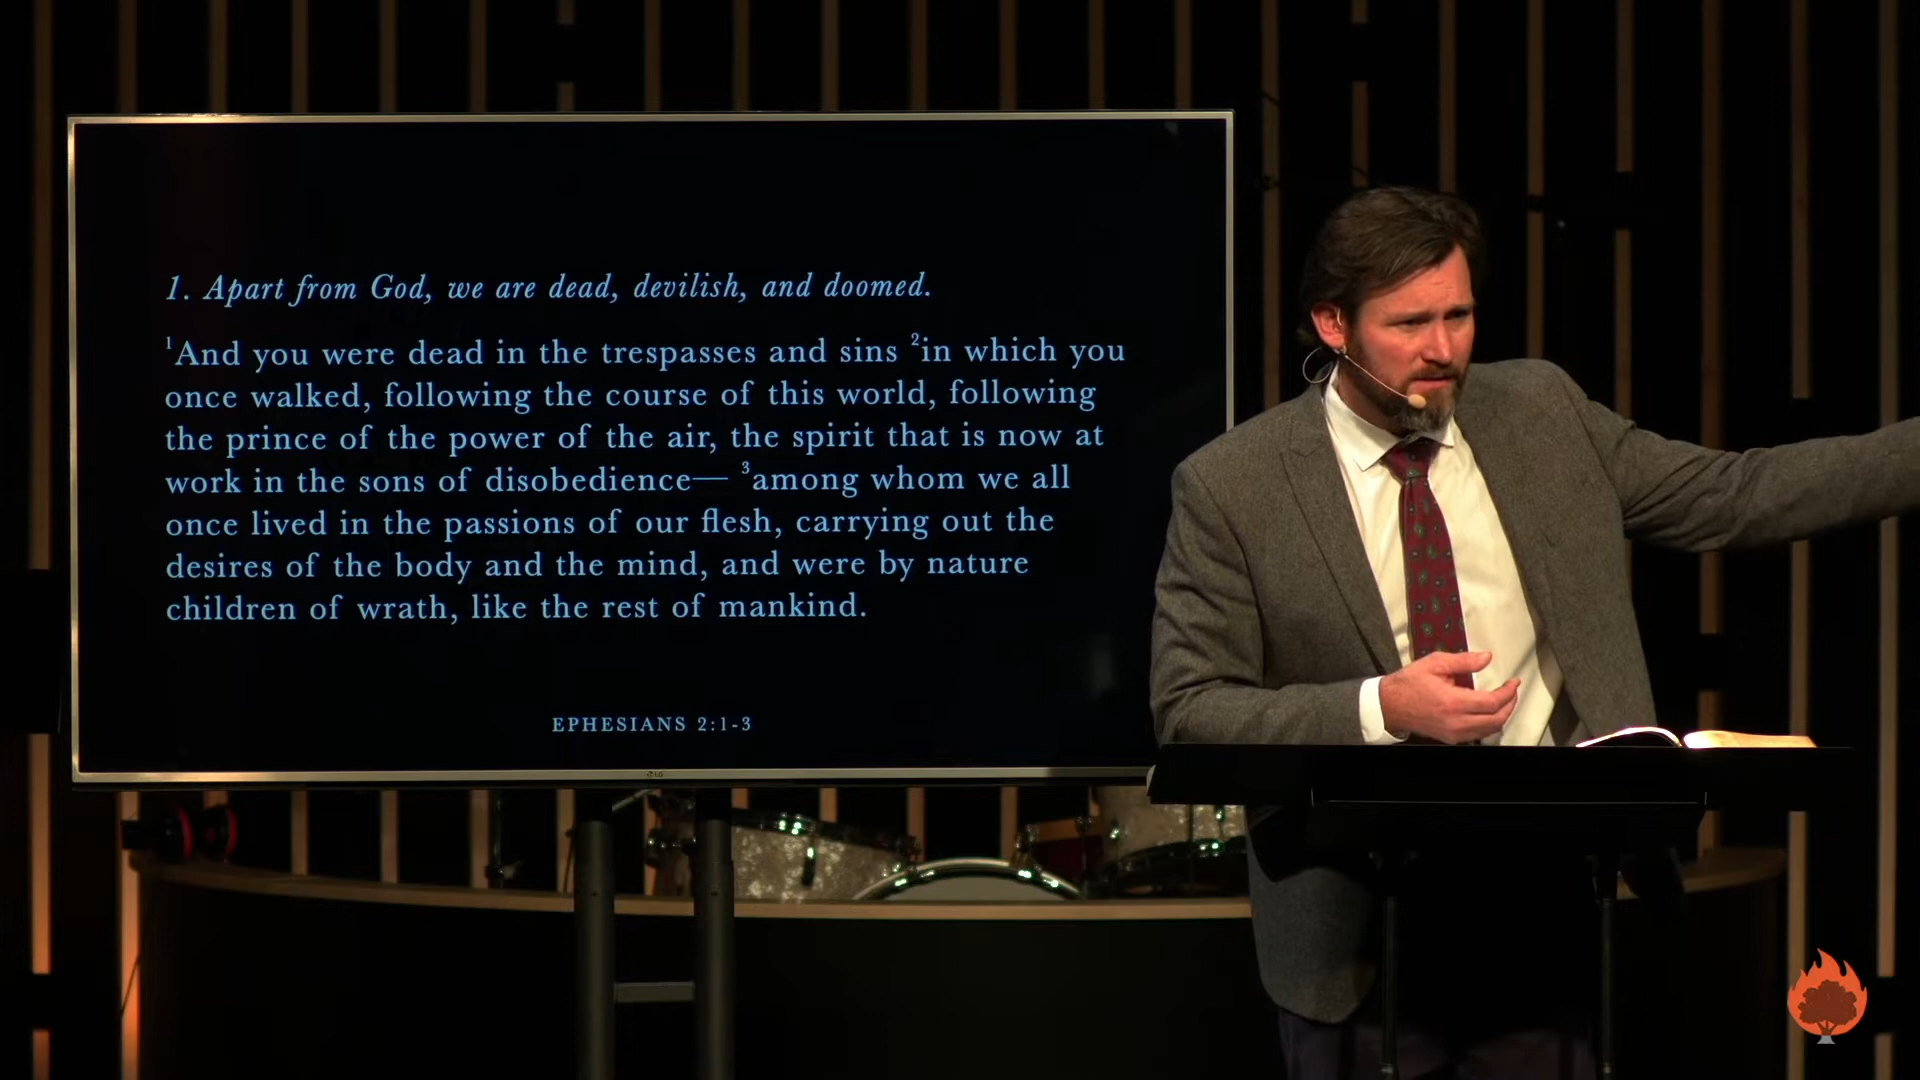 1. Apart from God, we are dead, devilish, and doomed.
¹And you were dead in the trespasses and sins ²in which you
once walked, following the course of this world, following
the prince of the power of the air, the spirit that is now at
work in the sons of disobedience— ³among whom we all
once lived in the passions of our flesh, carrying out the
desires of the body and the mind, and were by nature
children of wrath, like the rest of mankind.
EPHESIANS 2:1-3
LG